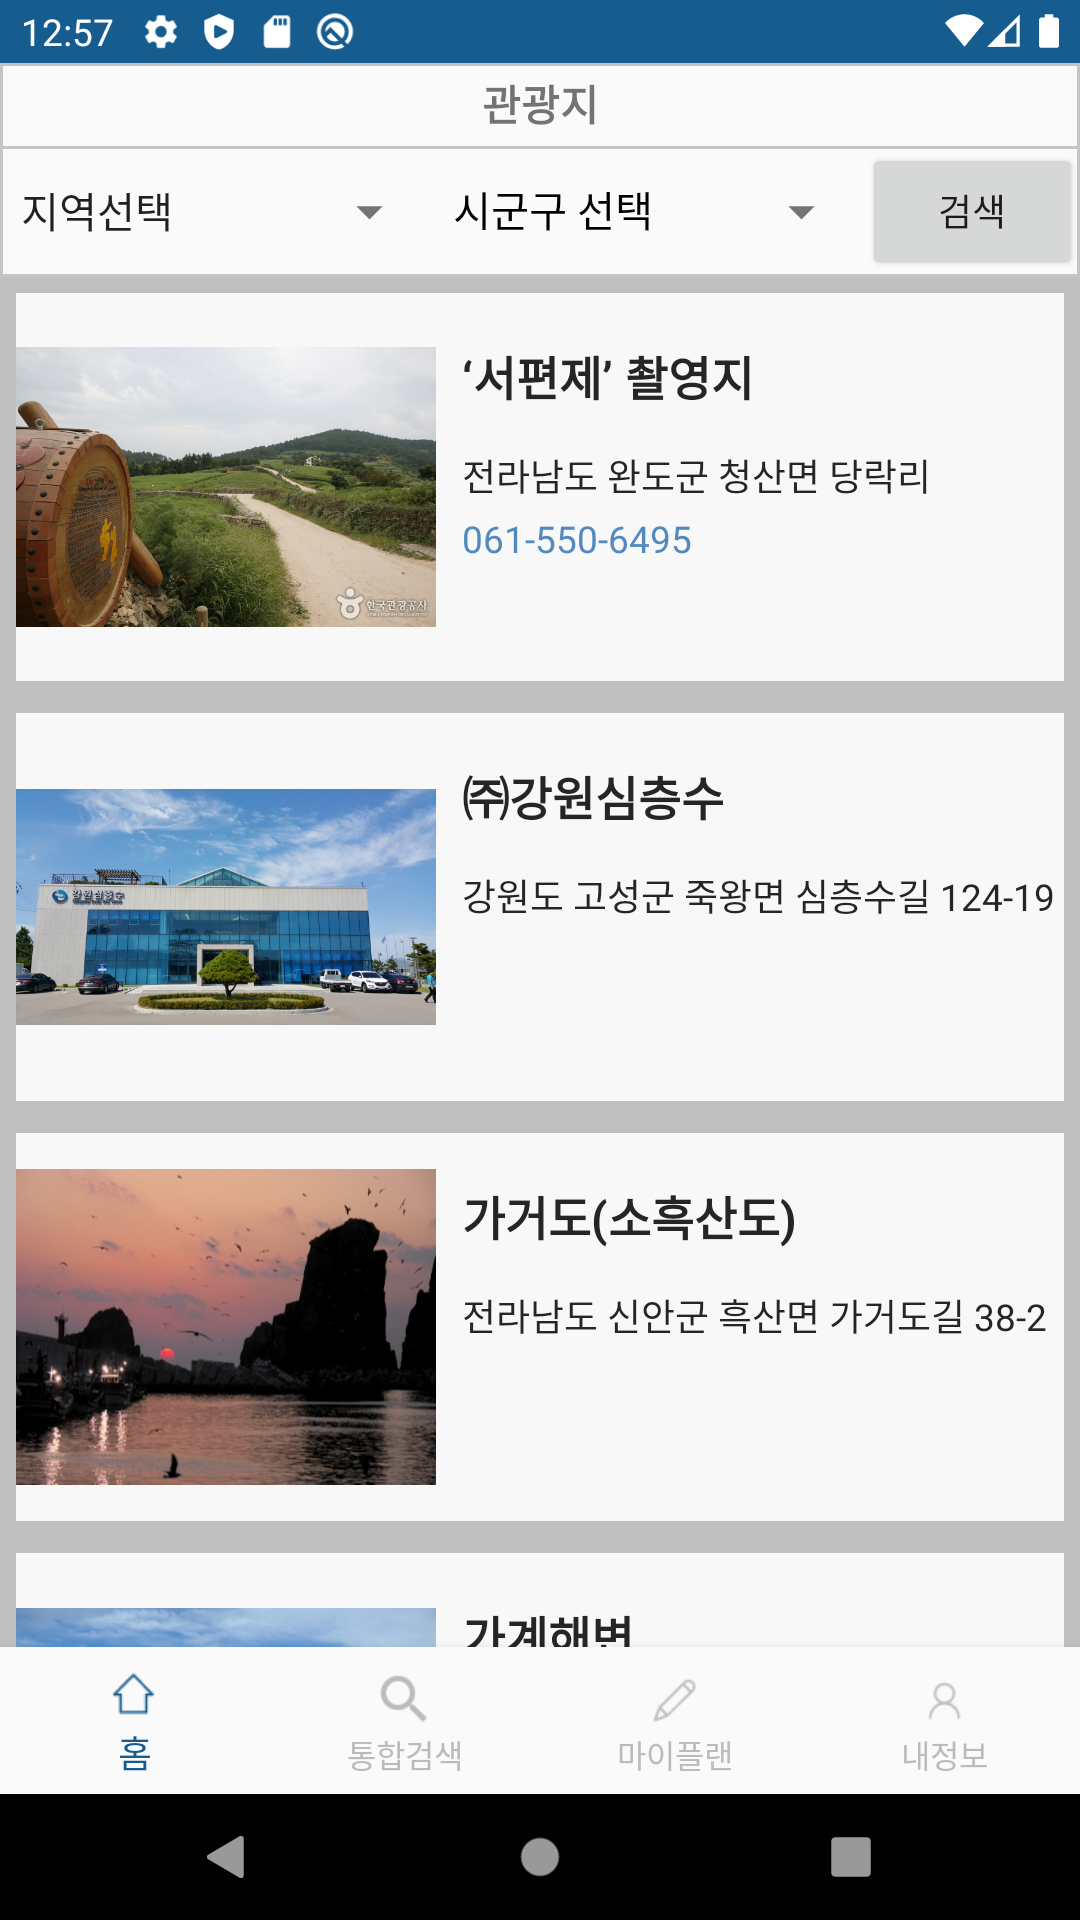 12:57
관광지
지역선택
시군구 선택
검색
‘서편제’ 촬영지
전라남도 완도군 청산면 당락리
061-550-6495
한국관광공사
㈜강원심층수
강원도 고성군 죽왕면 심층수길 124-19
강원심층수
가거도(소흑산도)
전라남도 신안군 흑산면 가거도길 38-2
가계해변
홈
통합검색
마이플랜
내정보